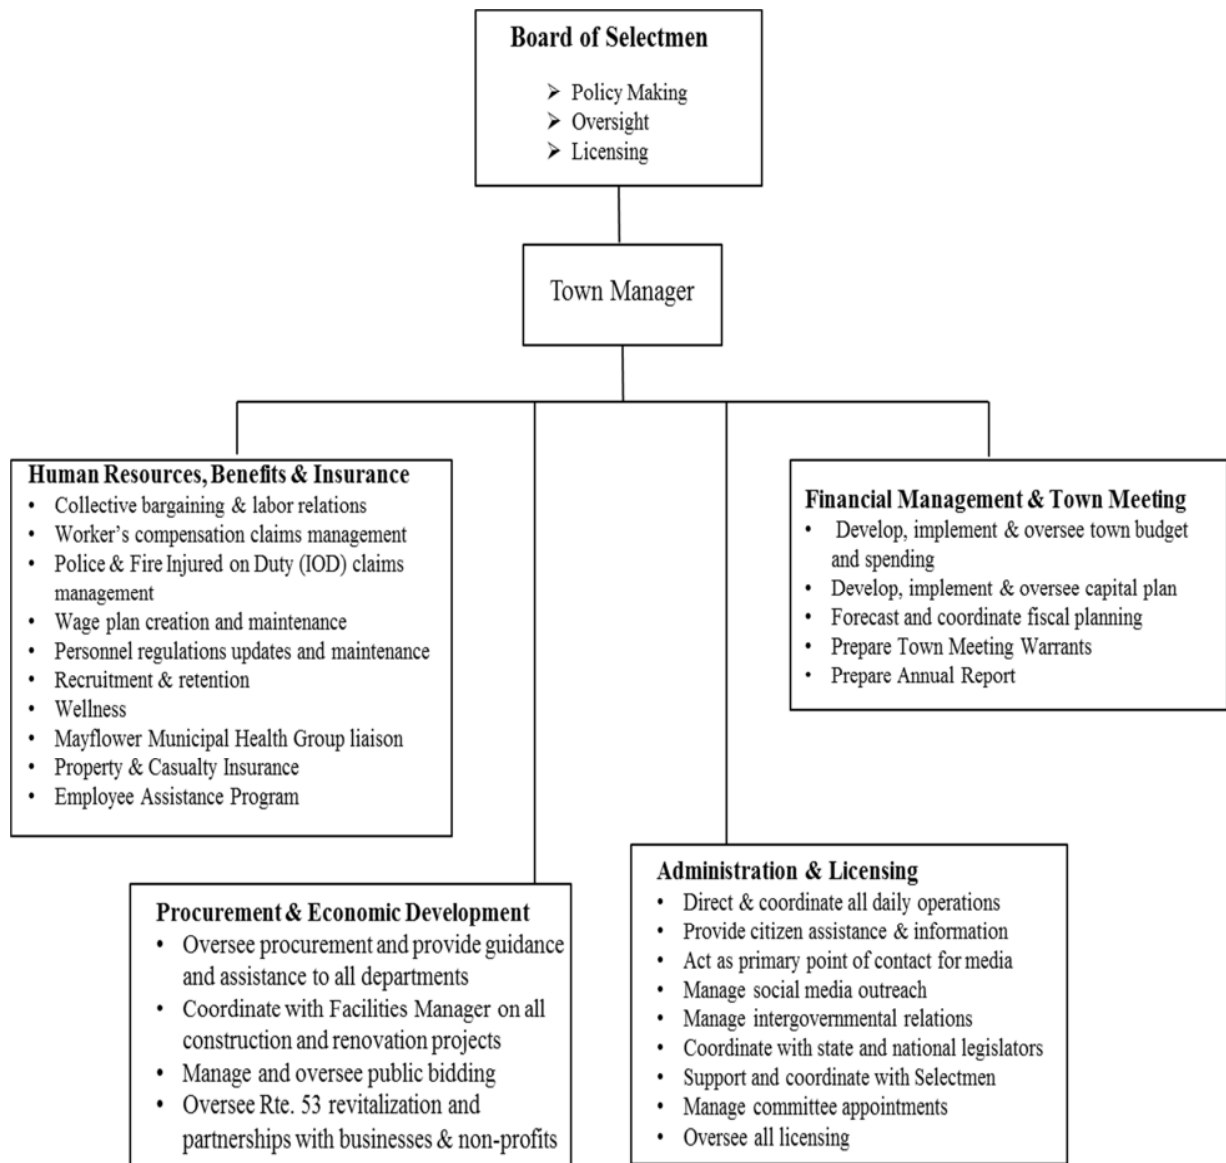 Board of Selectmen
➢ Policy Making
➢ Oversight
➢ Licensing
Town Manager
Human Resources, Benefits & Insurance
• Collective bargaining & labor relations
• Worker’s compensation claims management
• Police & Fire Injured on Duty (IOD) claims
management
• Wage plan creation and maintenance
• Personnel regulations updates and maintenance
• Recruitment & retention
• Wellness
• Mayflower Municipal Health Group liaison
• Property & Casualty Insurance
• Employee Assistance Program
Financial Management & Town Meeting
• Develop, implement & oversee town budget
and spending
• Develop, implement & oversee capital plan
• Forecast and coordinate fiscal planning
• Prepare Town Meeting Warrants
• Prepare Annual Report
Procurement & Economic Development
• Oversee procurement and provide guidance
and assistance to all departments
• Coordinate with Facilities Manager on all
construction and renovation projects
• Manage and oversee public bidding
• Oversee Rte. 53 revitalization and
partnerships with businesses & non-profits
Administration & Licensing
• Direct & coordinate all daily operations
• Provide citizen assistance & information
• Act as primary point of contact for media
• Manage social media outreach
• Manage intergovernmental relations
• Coordinate with state and national legislators
• Support and coordinate with Selectmen
• Manage committee appointments
• Oversee all licensing